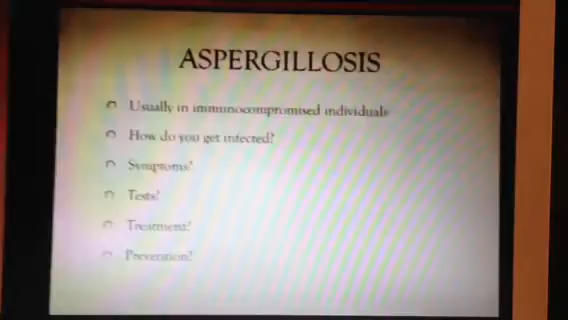 ASPERGILLOSIS
Usually in immunocompromised individuals
How do you get infected?
Symptoms?
Tests?
Treatment?
Prevention?